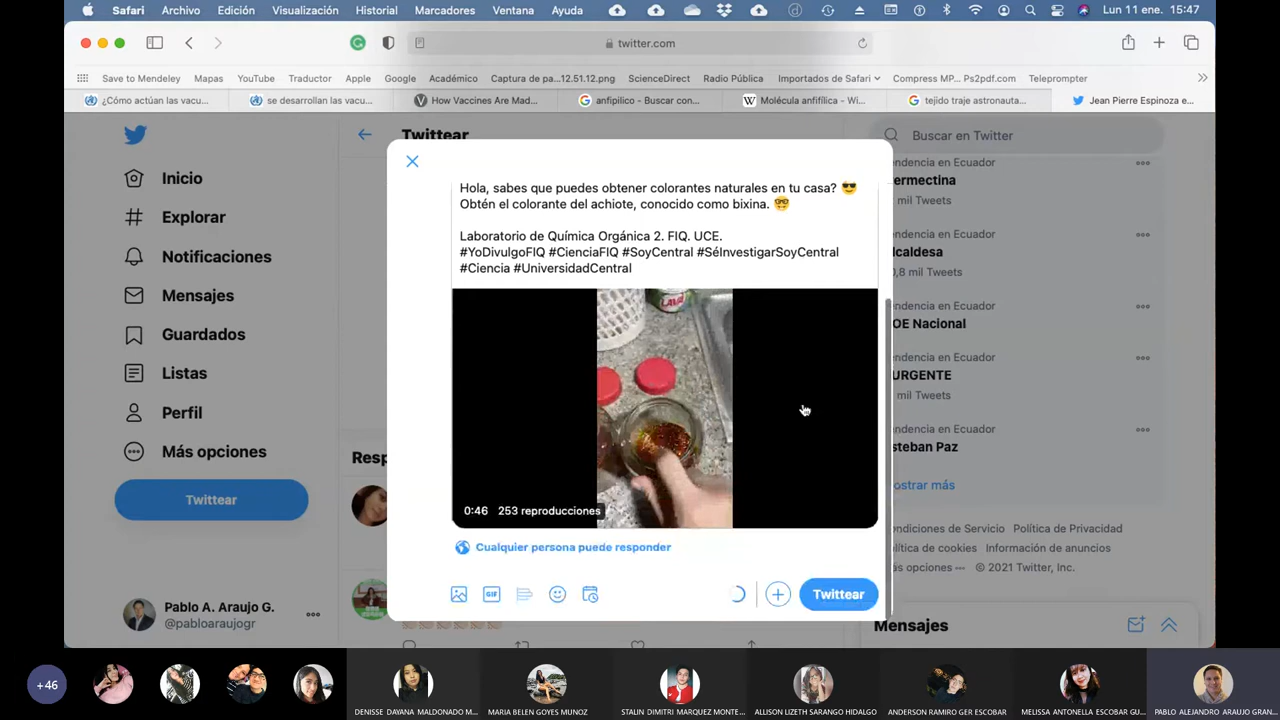 Safari Archivo Edición Visualización Historial Marcadores Ventana Ayuda Lun 11 ene. 15:47
twitter.com
Save to Mendeley Mapas YouTube Traductor Apple Google Académico Captura de pa...12.51.12.png ScienceDirect Radio Pública Importados de Safari Compress MP... Ps2pdf.com Teleprompter
¿Cómo actúan las vacu... se desarrollan las vacu... How Vaccines Are Mad... anfipilico - Buscar con... Molécula anfifílica - Wi... tejido traje astronauta... Jean Pierre Espinoza e...
Twittear
Buscar en Twitter
Inicio
Explorar
Notificaciones
Mensajes
Guardados
Listas
Perfil
Más opciones
Twittear
Pablo A. Araujo G.
@pabloaraujogr
Resp
Hola, sabes que puedes obtener colorantes naturales en tu casa? 😎
Obtén el colorante del achiote, conocido como bixina. 🤓
Laboratorio de Química Orgánica 2. FIQ. UCE.
#YoDivulgoFIQ #CienciaFIQ #SoyCentral #SéInvestigarSoyCentral
#Ciencia #UniversidadCentral
LAVA
0:46 253 reproducciones
Cualquier persona puede responder
GIF
Twittear
endencia en Ecuador
ermectina
mil Tweets
endencia en Ecuador
lcaldesa
0,8 mil Tweets
endencia en Ecuador
OE Nacional
endencia en Ecuador
URGENTE
mil Tweets
endencia en Ecuador
steban Paz
ostrar más
ondiciones de Servicio Política de Privacidad
olítica de cookies Información de anuncios
ás opciones ••• © 2021 Twitter, Inc.
Mensajes
+46
DENISSE DAYANA MALDONADO M...
MARIA BELEN GOYES MUNOZ
STALIN DIMITRI MARQUEZ MONTE...
ALLISON LIZETH SARANGO HIDALGO
ANDERSON RAMIRO GER ESCOBAR
MELISSA ANTONELLA ESCOBAR GU...
PABLO ALEJANDRO ARAUJO GRAN...